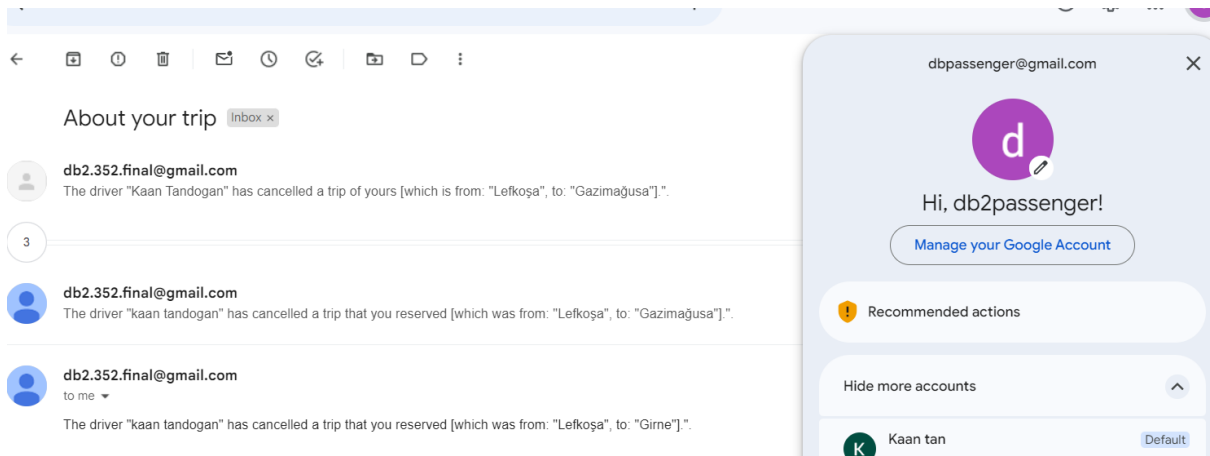 About your trip Inbox ×
db2.352.final@gmail.com
The driver "Kaan Tandogan" has cancelled a trip of yours [which is from: "Lefkoşa", to: "Gazimağusa"].".
3
db2.352.final@gmail.com
The driver "kaan tandogan" has cancelled a trip that you reserved [which was from: "Lefkoşa", to: "Gazimağusa"].".
db2.352.final@gmail.com
to me
The driver "kaan tandogan" has cancelled a trip that you reserved [which was from: "Lefkoşa", to: "Girne"].".
dbpassenger@gmail.com
d
Hi, db2passenger!
Manage your Google Account
Recommended actions
Hide more accounts
K
Kaan tan
Default